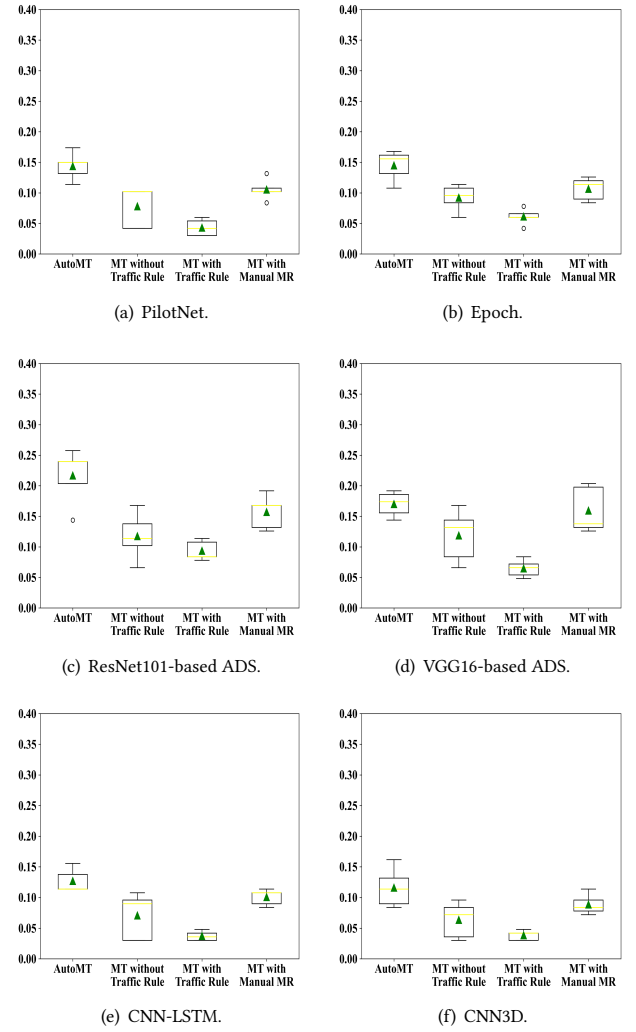 0.40
0.35
0.30
0.25
0.20
0.15
0.10
0.05
0.00
AutoMT
MT without
Traffic Rule
MT with
Traffic Rule
MT with
Manual MR
(a) PilotNet.
0.40
0.35
0.30
0.25
0.20
0.15
0.10
0.05
0.00
AutoMT
MT without
Traffic Rule
MT with
Traffic Rule
MT with
Manual MR
(b) Epoch.
0.40
0.35
0.30
0.25
0.20
0.15
0.10
0.05
0.00
AutoMT
MT without
Traffic Rule
MT with
Traffic Rule
MT with
Manual MR
(c) ResNet101-based ADS.
0.40
0.35
0.30
0.25
0.20
0.15
0.10
0.05
0.00
AutoMT
MT without
Traffic Rule
MT with
Traffic Rule
MT with
Manual MR
(d) VGG16-based ADS.
0.40
0.35
0.30
0.25
0.20
0.15
0.10
0.05
0.00
AutoMT
MT without
Traffic Rule
MT with
Traffic Rule
MT with
Manual MR
(e) CNN-LSTM.
0.40
0.35
0.30
0.25
0.20
0.15
0.10
0.05
0.00
AutoMT
MT without
Traffic Rule
MT with
Traffic Rule
MT with
Manual MR
(f) CNN3D.